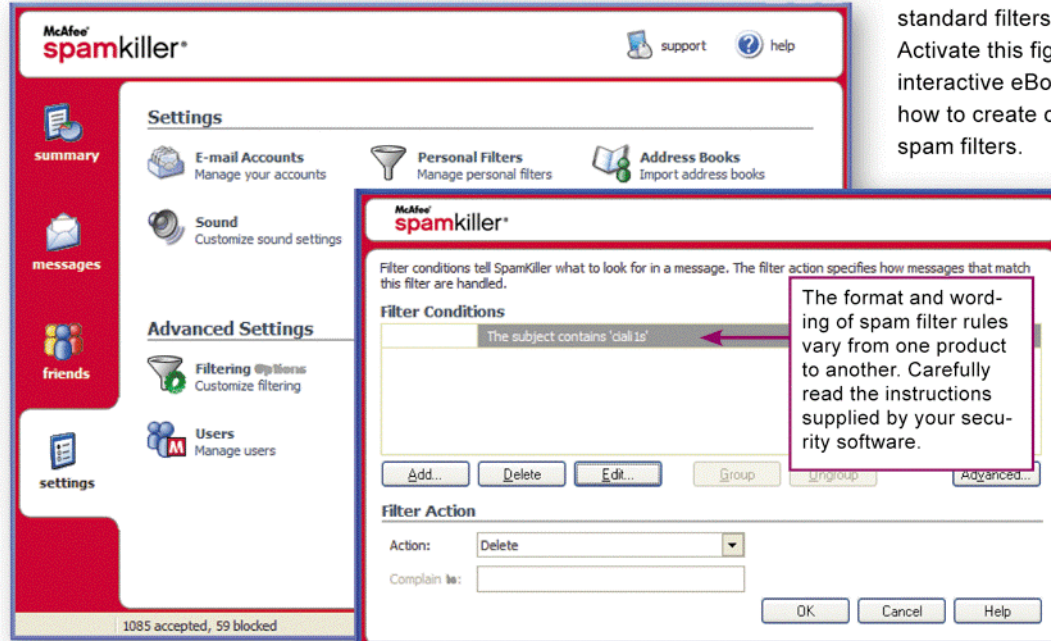 standard filters
Activate this fig
interactive eBo
how to create c
spam filters.
McAfee®
spamkiller®
support
help
summary
messages
friends
settings
Settings
E-mail Accounts
Manage your accounts
Personal Filters
Manage personal filters
Address Books
Import address books
Sound
Customize sound settings
Advanced Settings
Filtering Options
Customize filtering
Users
Manage users
1085 accepted, 59 blocked
McAfee®
spamkiller®
Filter conditions tell SpamKiller what to look for in a message. The filter action specifies how messages that match
this filter are handled.
Filter Conditions
The subject contains 'ciali1s'
The format and word-
ing of spam filter rules
vary from one product
to another. Carefully
read the instructions
supplied by your secu-
rity software.
Add...
Delete
Edit...
Group
Ungroup
Advanced...
Filter Action
Action:
Delete
Complain to:
OK
Cancel
Help